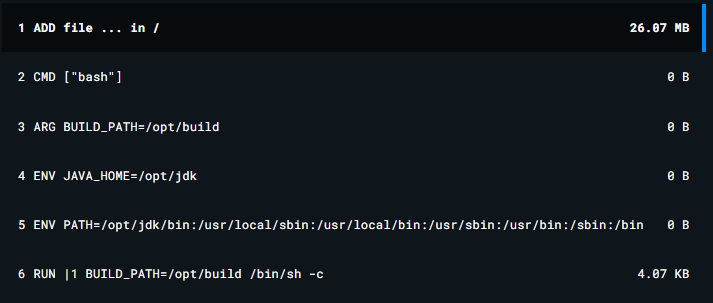 1 ADD file ... in / 26.07 MB
2 CMD ["bash"] 0 B
3 ARG BUILD_PATH=/opt/build 0 B
4 ENV JAVA_HOME=/opt/jdk 0 B
5 ENV PATH=/opt/jdk/bin:/usr/local/sbin:/usr/local/bin:/usr/sbin:/usr/bin:/sbin:/bin 0 B
6 RUN |1 BUILD_PATH=/opt/build /bin/sh -c 4.07 KB